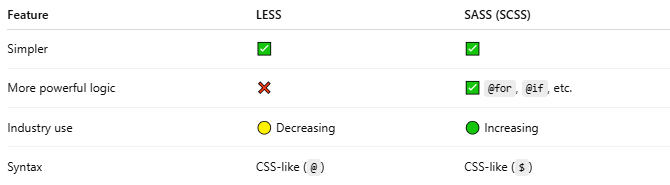 Feature LESS SASS (SCSS)
Simpler ✅ ✅
More powerful logic ❌ ✅ @for, @if, etc.
Industry use 🟡 Decreasing 🟢 Increasing
Syntax CSS-like (@) CSS-like ($)